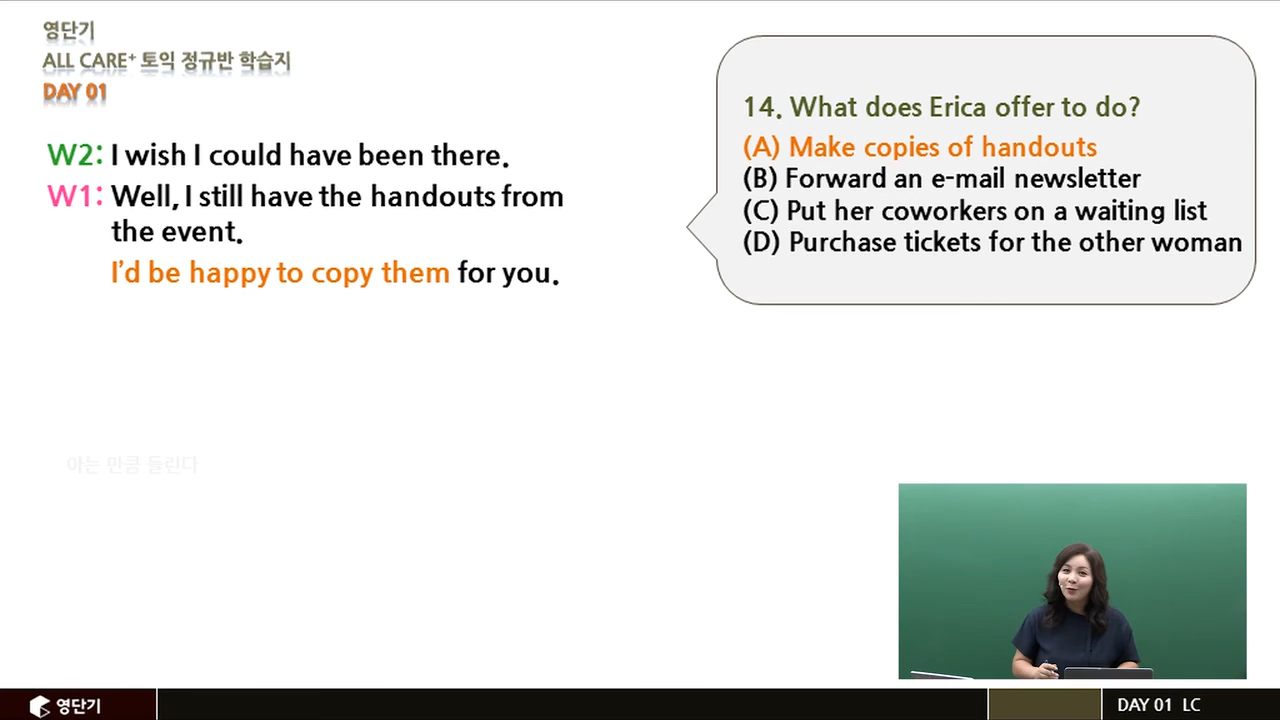 영단기
ALL CARE+ 토익 정규반 학습지
DAY 01
W2: I wish I could have been there.
W1: Well, I still have the handouts from
the event.
I'd be happy to copy them for you.
14. What does Erica offer to do?
(A) Make copies of handouts
(B) Forward an e-mail newsletter
(C) Put her coworkers on a waiting list
(D) Purchase tickets for the other woman
아는 만큼 들린다
영단기
DAY 01 LC